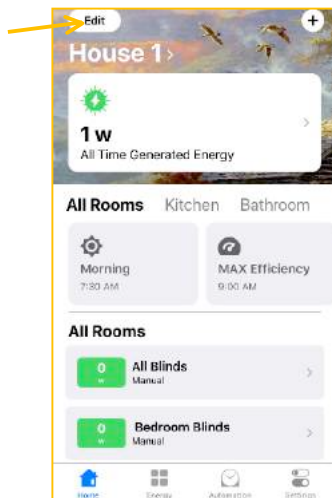 Edit
+
House 1 >
1 w
All Time Generated Energy
All Rooms Kitchen Bathroom
Morning MAX Efficiency
7:30 AM 9:00 AM
All Rooms
0 All Blinds
w Manual
0 Bedroom Blinds
w Manual
Home Energy Automation Settings